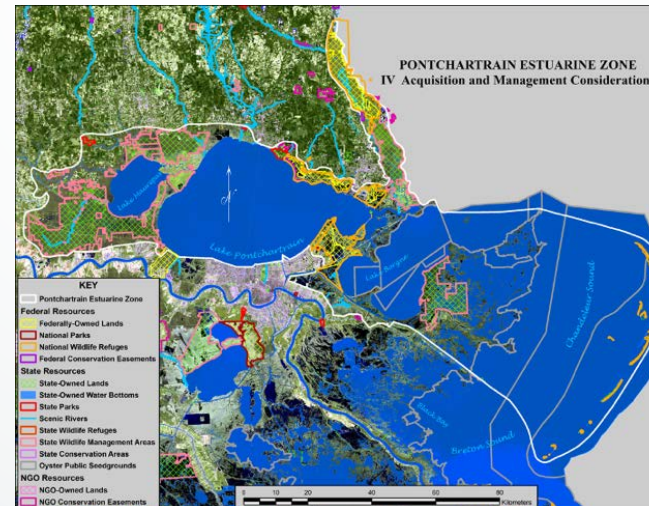 PONTCHARTRAIN ESTUARINE ZONE
IV Acquisition and Management Consideration
Lake Maurepas
N
Lake Pontchartrain
Lake Borgne
Chandeleur Sound
Breton Sound
KEY
Pontchartrain Estuarine Zone
Federal Resources
Federally-Owned Lands
National Parks
National Wildlife Refuges
Federal Conservation Easements
State Resources
State-Owned Lands
State-Owned Water Bottoms
State Parks
Scenic Rivers
State Wildlife Refuges
State Wildlife Management Areas
State Conservation Areas
Oyster Public Seedgrounds
NGO Resources
NGO-Owned Lands
NGO Conservation Easements
0 20 40 60 80
Kilometers